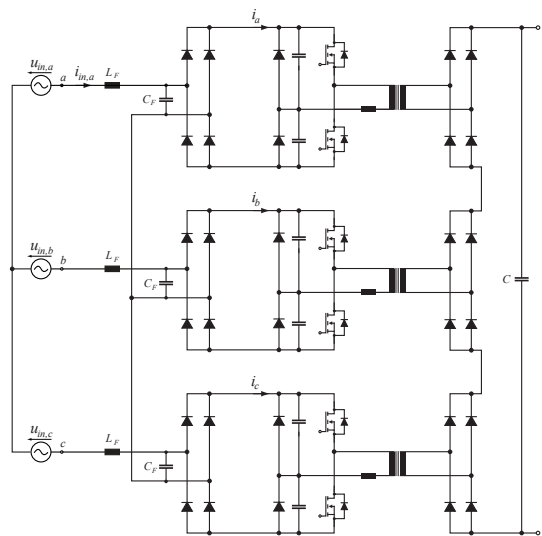 i_a
u_in,a
a
i_in,a
L_F
C_F
i_b
u_in,b
b
L_F
C_F
C
i_c
u_in,c
c
L_F
C_F